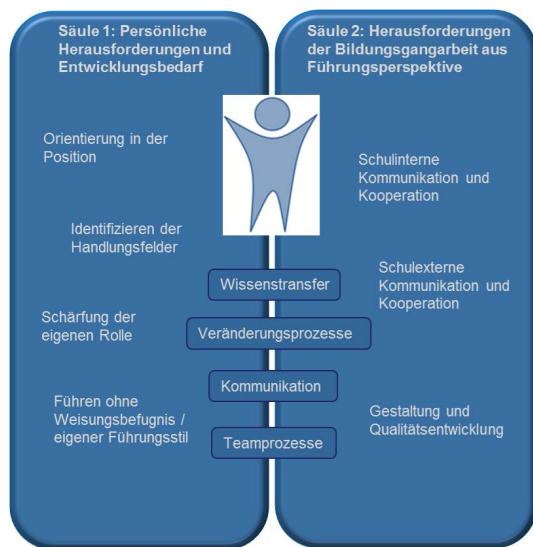 Säule 1: Persönliche
Herausforderungen und
Entwicklungsbedarf
Orientierung in der
Position
Identifizieren der
Handlungsfelder
Schärfung der
eigenen Rolle
Führen ohne
Weisungsbefugnis /
eigener Führungsstil
Wissenstransfer
Veränderungsprozesse
Kommunikation
Teamprozesse
Säule 2: Herausforderungen
der Bildungsgangarbeit aus
Führungsperspektive
Schulinterne
Kommunikation und
Kooperation
Schulexterne
Kommunikation und
Kooperation
Gestaltung und
Qualitätsentwicklung